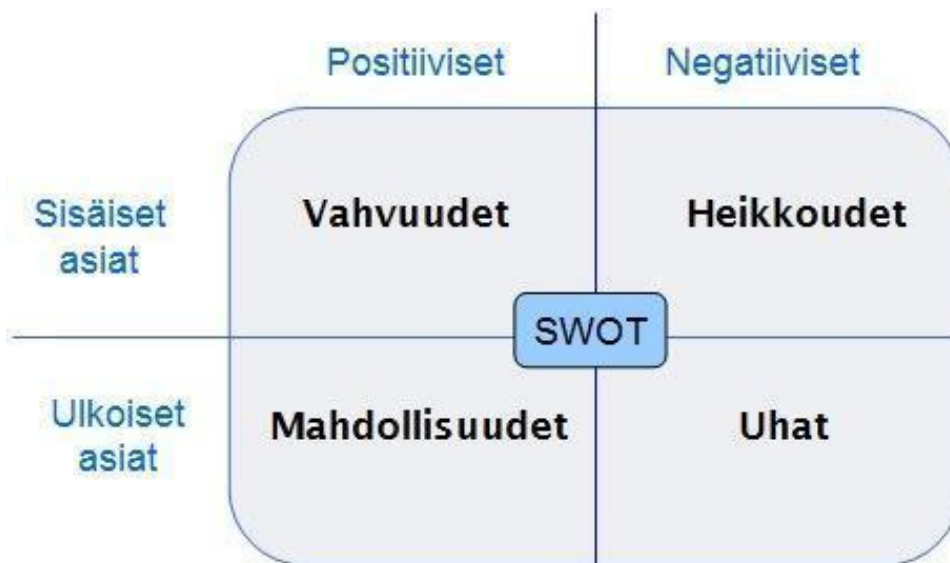 Positiiviset Negatiiviset
Sisäiset
asiat
Vahvuudet Heikkoudet
SWOT
Ulkoiset
asiat
Mahdollisuudet Uhat